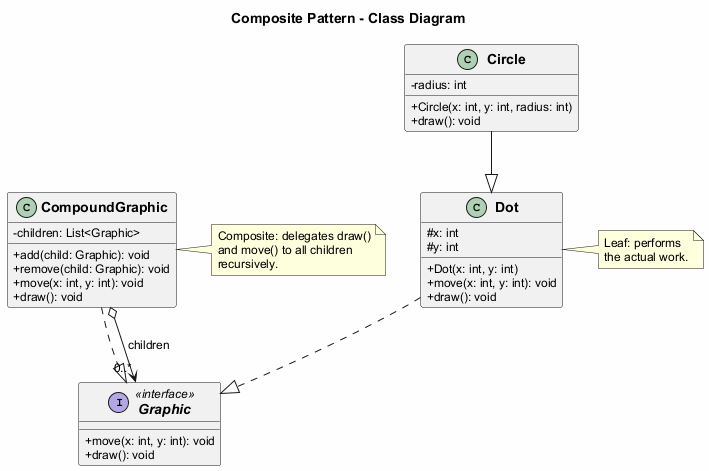 Composite Pattern - Class Diagram
C Circle
-radius: int
+Circle(x: int, y: int, radius: int)
+draw(): void
C CompoundGraphic
-children: List<Graphic>
+add(child: Graphic): void
+remove(child: Graphic): void
+move(x: int, y: int): void
+draw(): void
Composite: delegates draw()
and move() to all children
recursively.
C Dot
#x: int
#y: int
+Dot(x: int, y: int)
+move(x: int, y: int): void
+draw(): void
Leaf: performs
the actual work.
children
I «interface»
Graphic
+move(x: int, y: int): void
+draw(): void